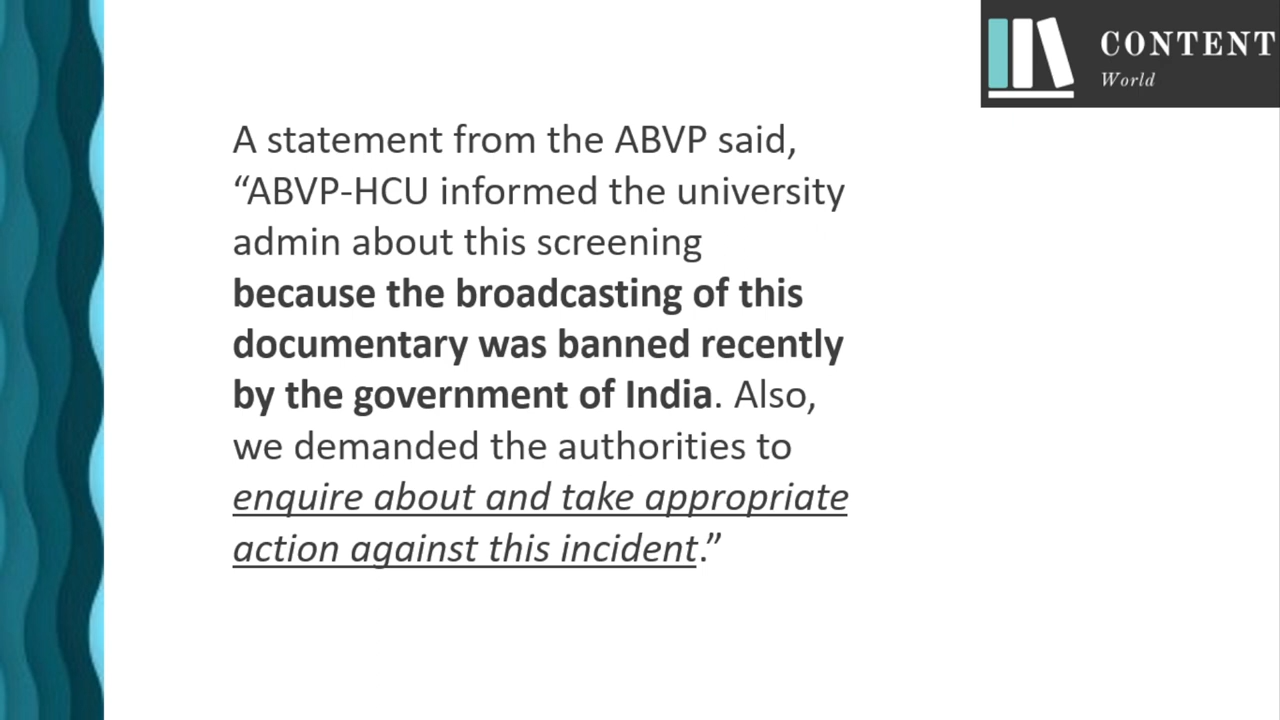 CONTENT
World
A statement from the ABVP said,
“ABVP-HCU informed the university
admin about this screening
because the broadcasting of this
documentary was banned recently
by the government of India. Also,
we demanded the authorities to
enquire about and take appropriate
action against this incident.”